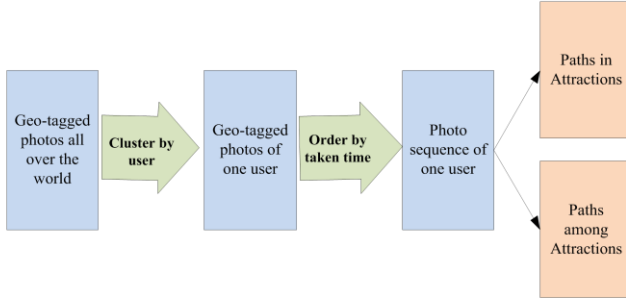 Geo-tagged
photos all
over the
world
Cluster by
user
Geo-tagged
photos of
one user
Order by
taken time
Photo
sequence of
one user
Paths in
Attractions
Paths
among
Attractions